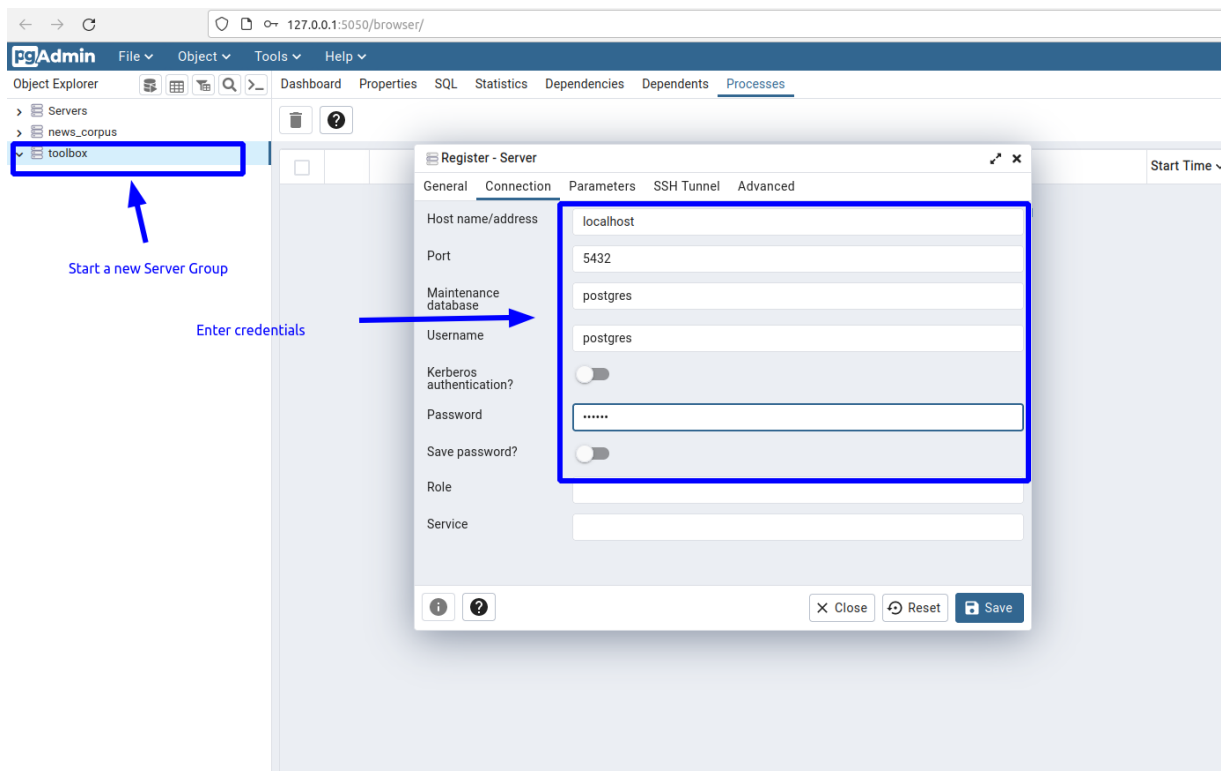 127.0.0.1:5050/browser/
pgAdmin File Object Tools Help
Object Explorer Dashboard Properties SQL Statistics Dependencies Dependents Processes
Servers
news_corpus
toolbox
Start a new Server Group
Enter credentials
Start Time
Register - Server
General Connection Parameters SSH Tunnel Advanced
Host name/address localhost
Port 5432
Maintenance
database
postgres
Username postgres
Kerberos
authentication?
Password ••••••
Save password?
Role
Service
Close Reset Save